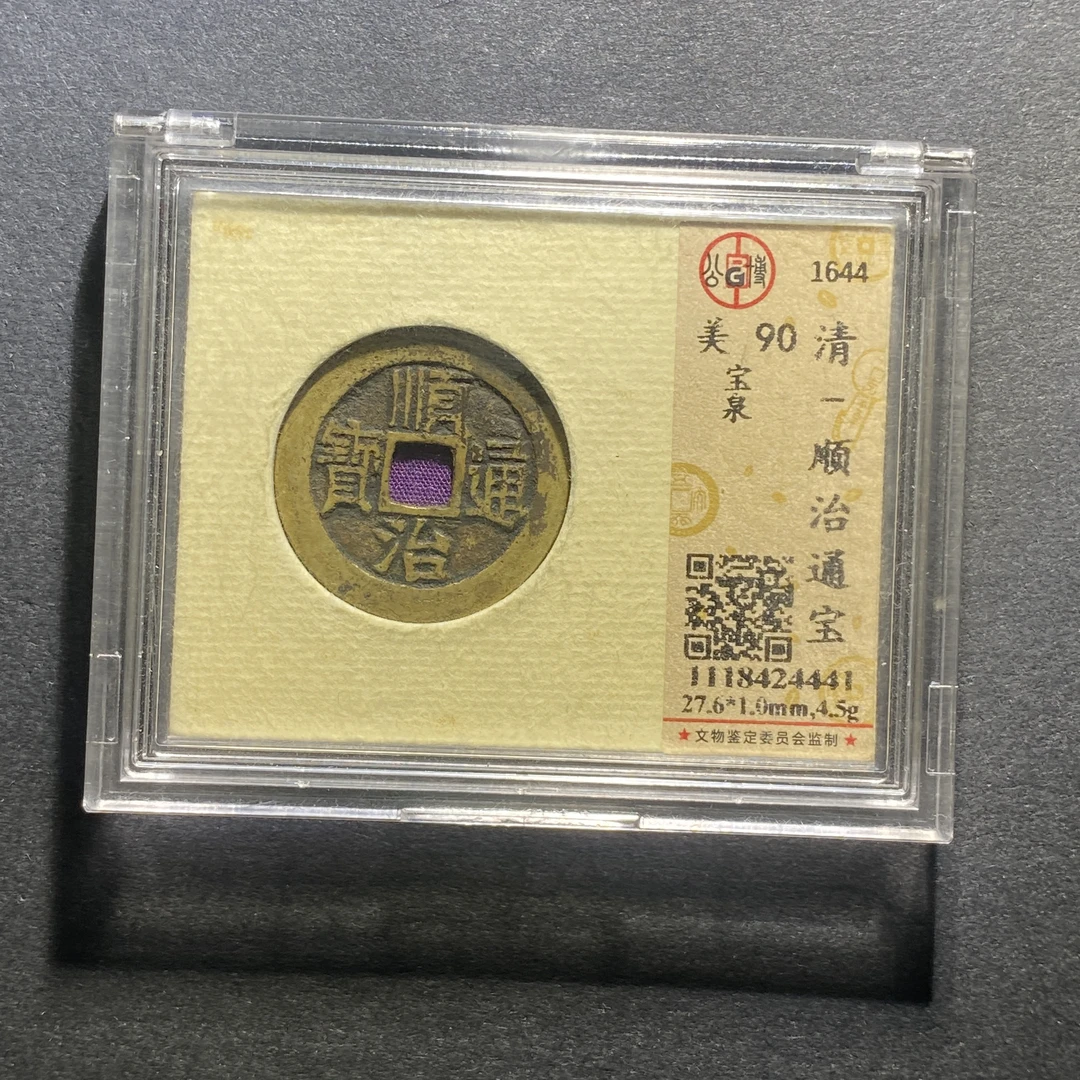 順治通寶
公G博
1644
美 90
宝泉
清一顺治通宝
1118424441
27.6*1.0mm,4.5g
★文物鉴定委员会监制★